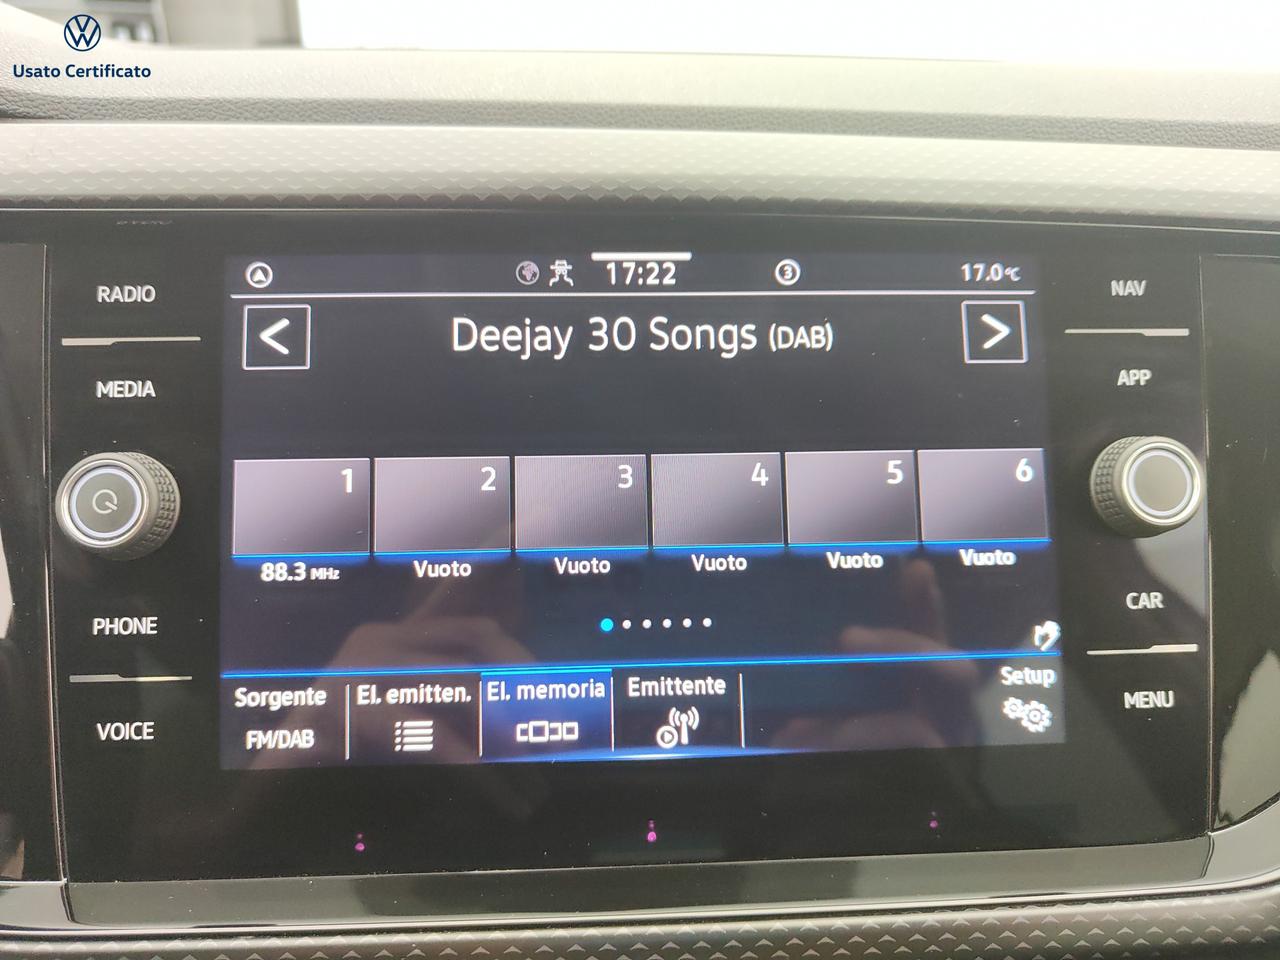 Usato Certificato
RADIO
MEDIA
PHONE
VOICE
17:22
3
17.0°C
< Deejay 30 Songs (DAB) >
1 2 3 4 5 6
88.3 MHz Vuoto Vuoto Vuoto Vuoto Vuoto
Sorgente El. emitten. El. memoria Emittente Setup
FM/DAB
NAV
APP
CAR
MENU